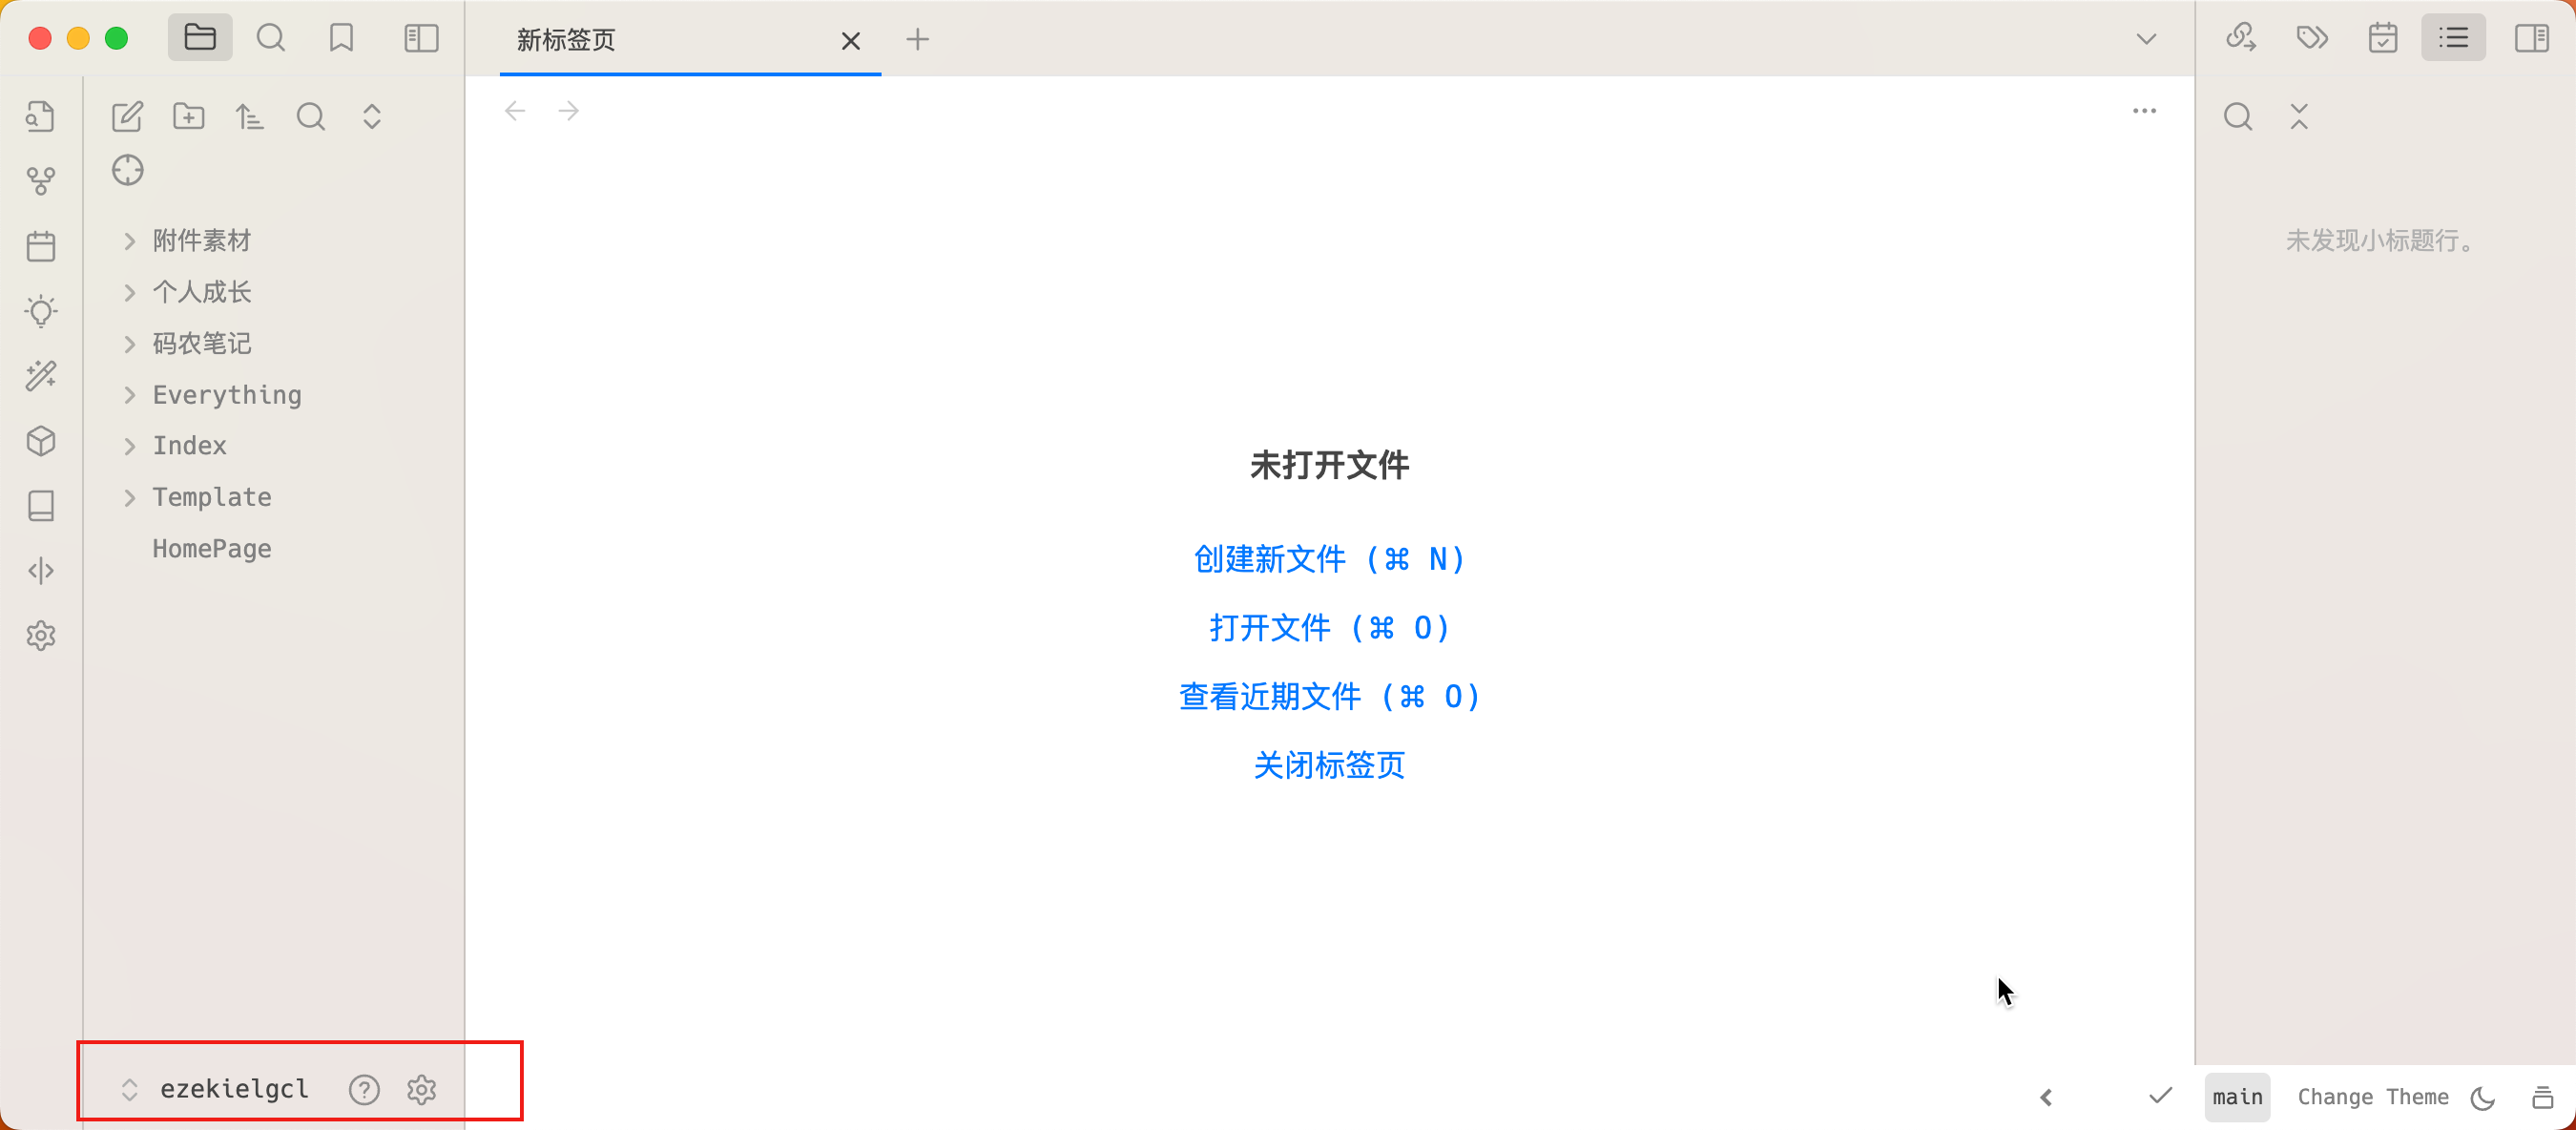 新标签页
附件素材
个人成长
码农笔记
Everything
Index
Template
HomePage
未打开文件
创建新文件 (⌘ N)
打开文件 (⌘ O)
查看近期文件 (⌘ O)
关闭标签页
未发现小标题行。
ezekielgcl
main Change Theme